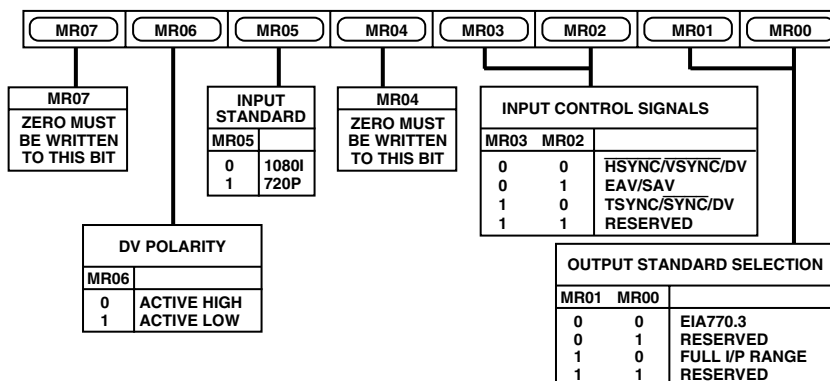 MR07 MR06 MR05 MR04 MR03 MR02 MR01 MR00
MR07
ZERO MUST
BE WRITTEN
TO THIS BIT
INPUT
STANDARD
MR05
0 1080I
1 720P
MR04
ZERO MUST
BE WRITTEN
TO THIS BIT
INPUT CONTROL SIGNALS
MR03 MR02
0 0 H̅S̅Y̅N̅C̅/V̅S̅Y̅N̅C̅/DV
0 1 EAV/SAV
1 0 TSYNC/S̅Y̅N̅C̅/DV
1 1 RESERVED
DV POLARITY
MR06
0 ACTIVE HIGH
1 ACTIVE LOW
OUTPUT STANDARD SELECTION
MR01 MR00
0 0 EIA770.3
0 1 RESERVED
1 0 FULL I/P RANGE
1 1 RESERVED